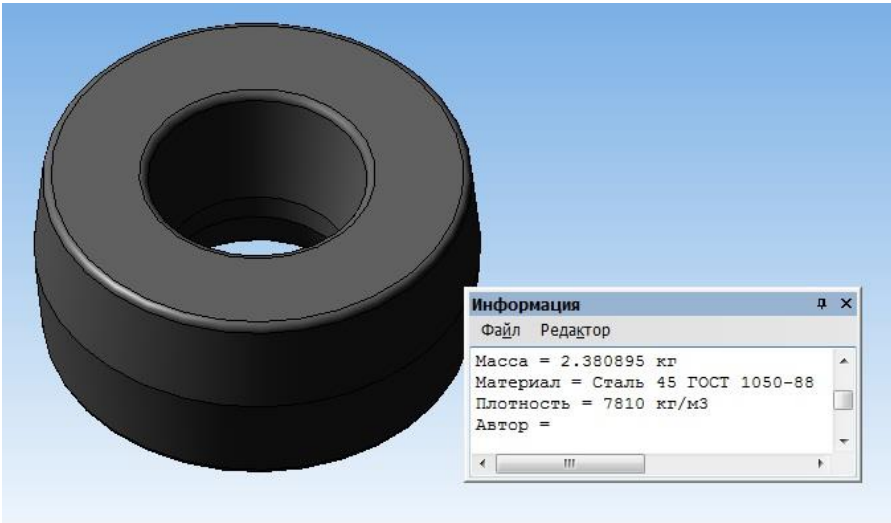 Информация
Файл Редактор
Масса = 2.380895 кг
Материал = Сталь 45 ГОСТ 1050-88
Плотность = 7810 кг/м3
Автор =